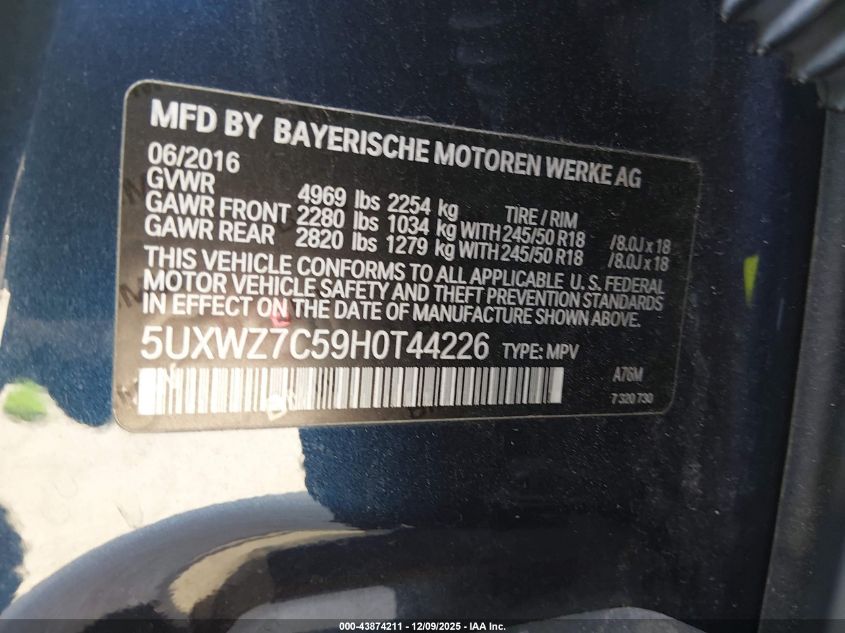 MFD BY BAYERISCHE MOTOREN WERKE AG
06/2016
GVWR 4969 lbs 2254 kg TIRE / RIM
GAWR FRONT 2280 lbs 1034 kg WITH 245/50 R18 / 8.0J x 18
GAWR REAR 2820 lbs 1279 kg WITH 245/50 R18 / 8.0J x 18
THIS VEHICLE CONFORMS TO ALL APPLICABLE U. S. FEDERAL
MOTOR VEHICLE SAFETY AND THEFT PREVENTION STANDARDS
IN EFFECT ON THE DATE OF MANUFACTURE SHOWN ABOVE.
5UXWZ7C59H0T44226 TYPE: MPV
A76M
7 320 730
000-43874211 - 12/09/2025 - IAA Inc.